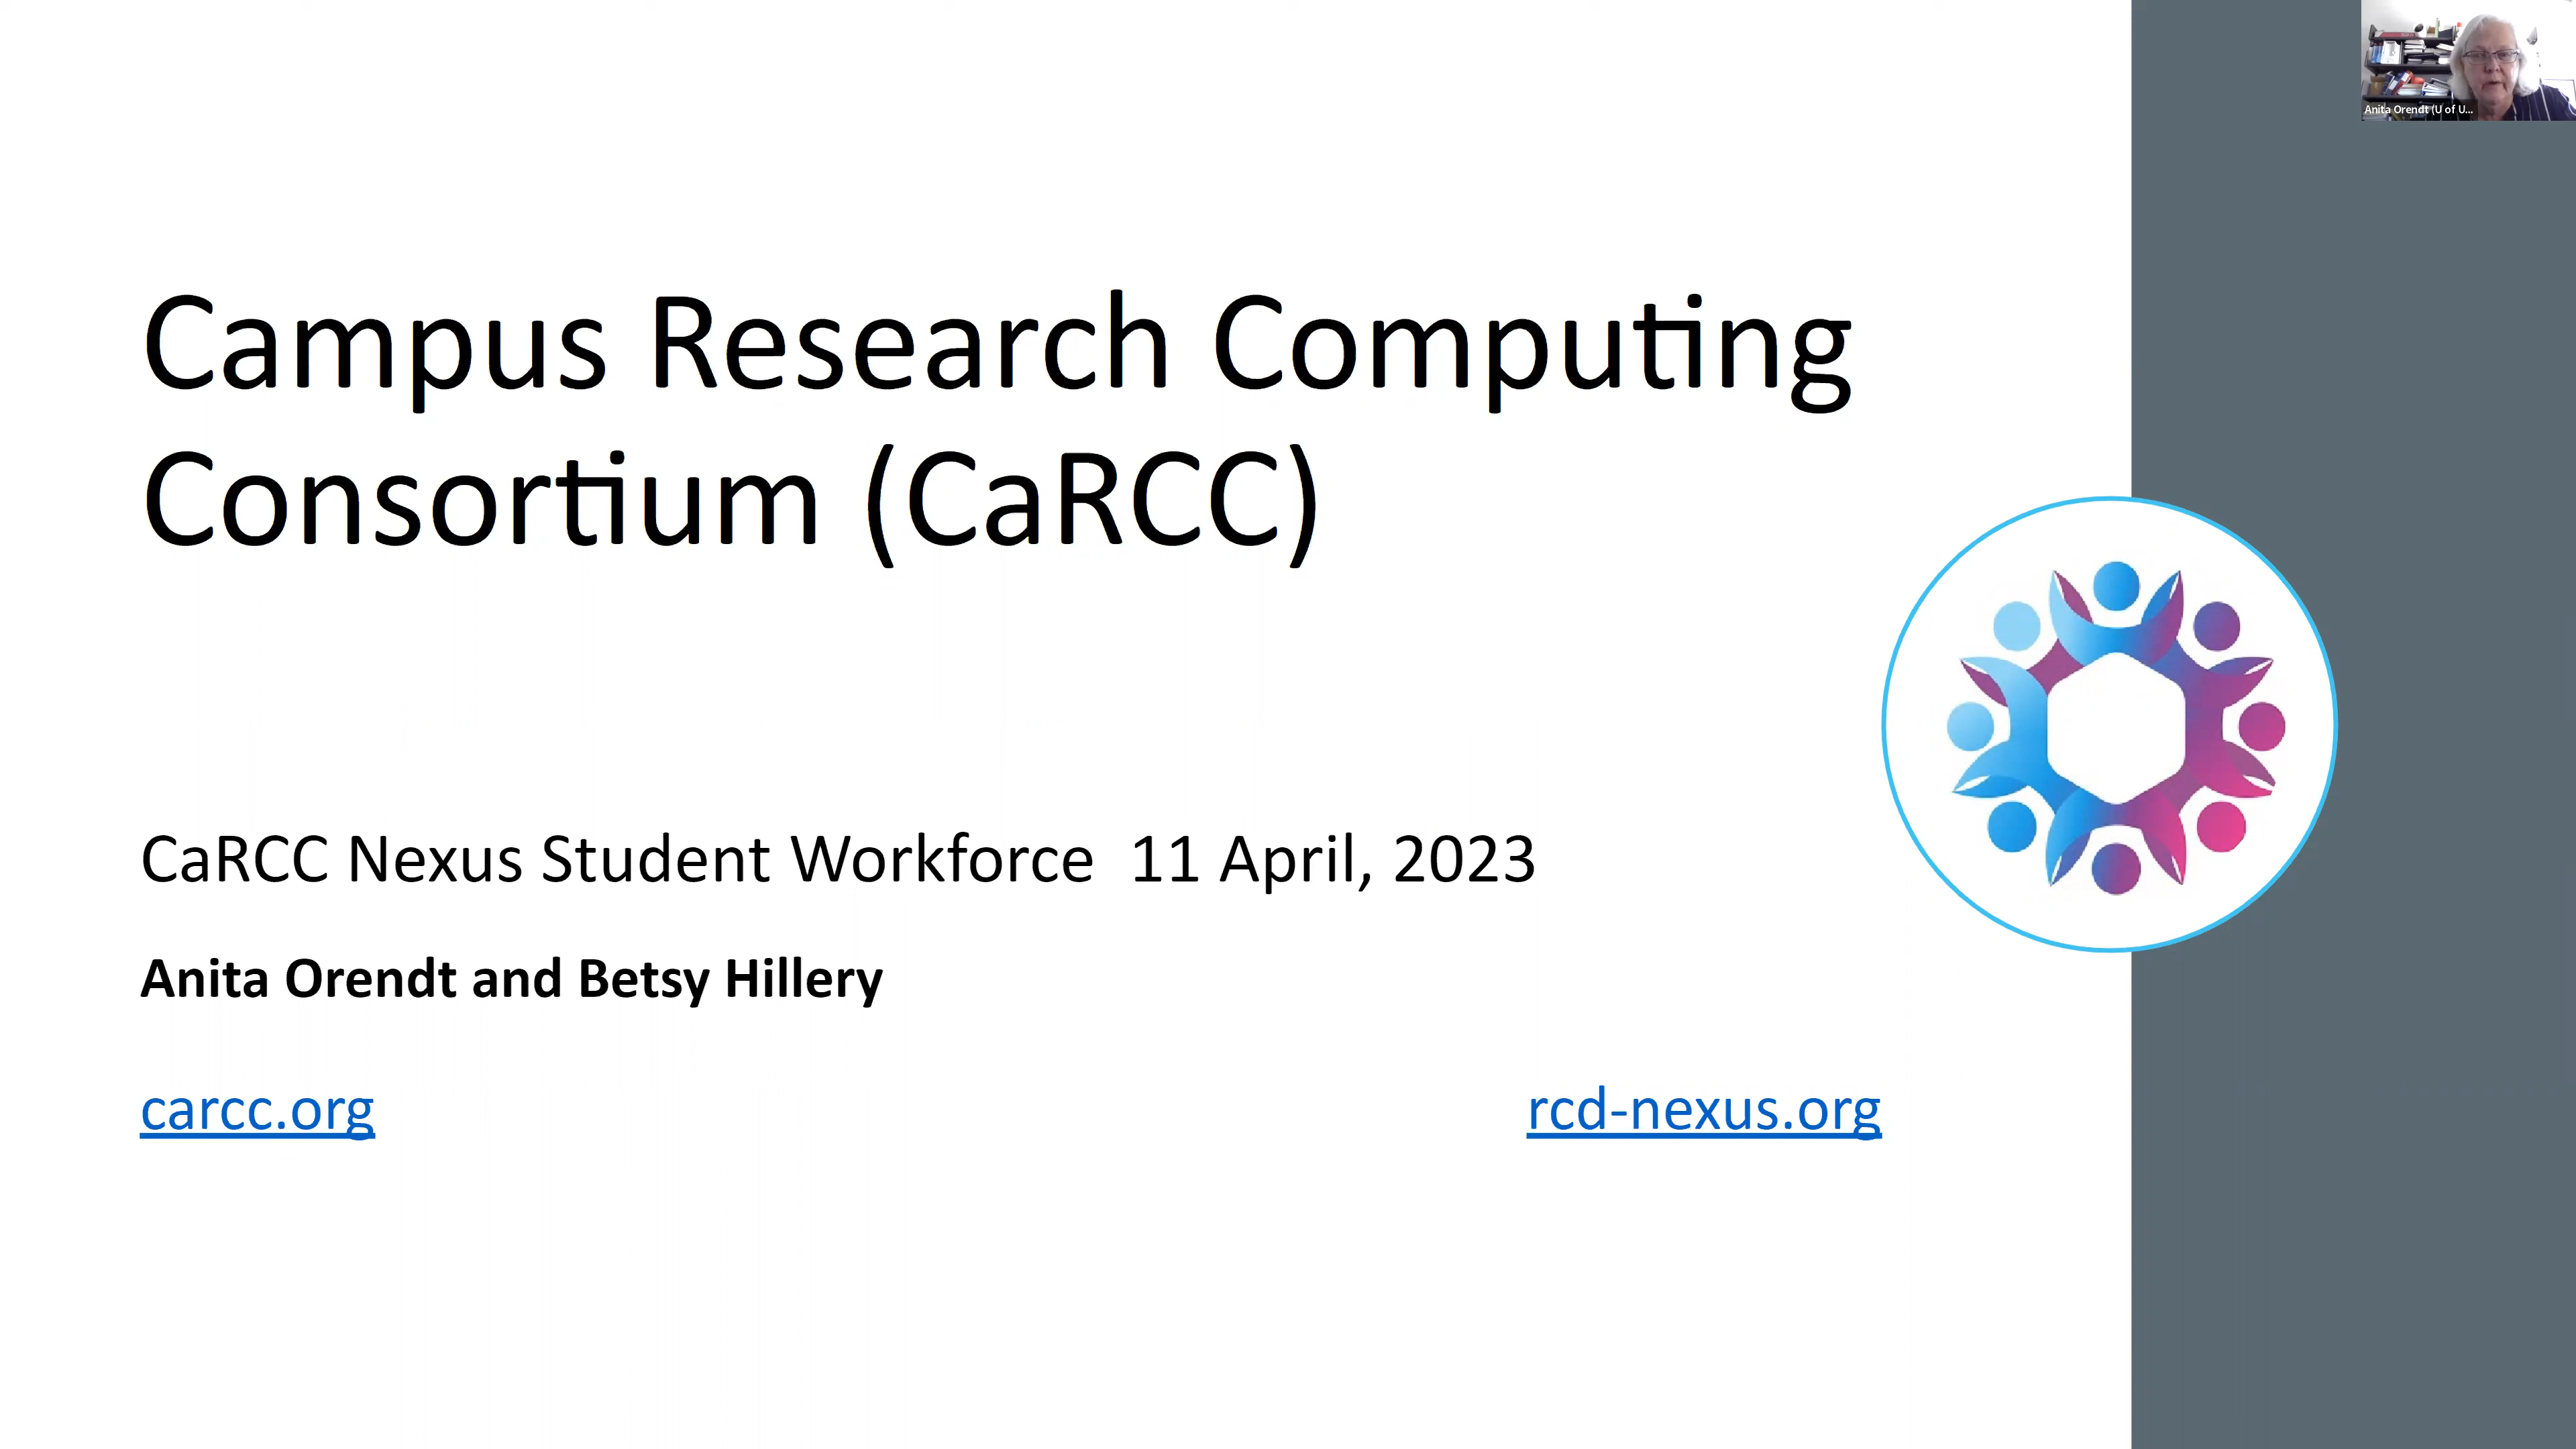 Anita Orendt (U of U...
Campus Research Computing
Consortium (CaRCC)
CaRCC Nexus Student Workforce 11 April, 2023
Anita Orendt and Betsy Hillery
carcc.org
rcd-nexus.org